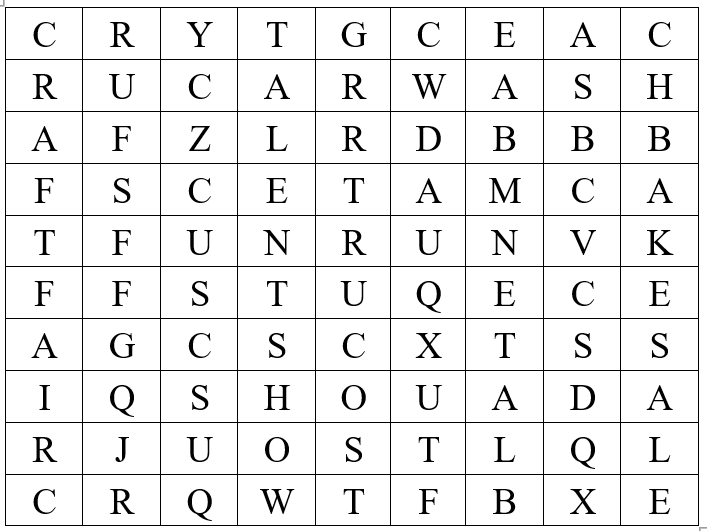 C R Y T G C E A C
R U C A R W A S H
A F Z L R D B B B
F S C E T A M C A
T F U N R U N V K
F F S T U Q E C E
A G C S C X T S S
I Q S H O U A D A
R J U O S T L Q L
C R Q W T F B X E